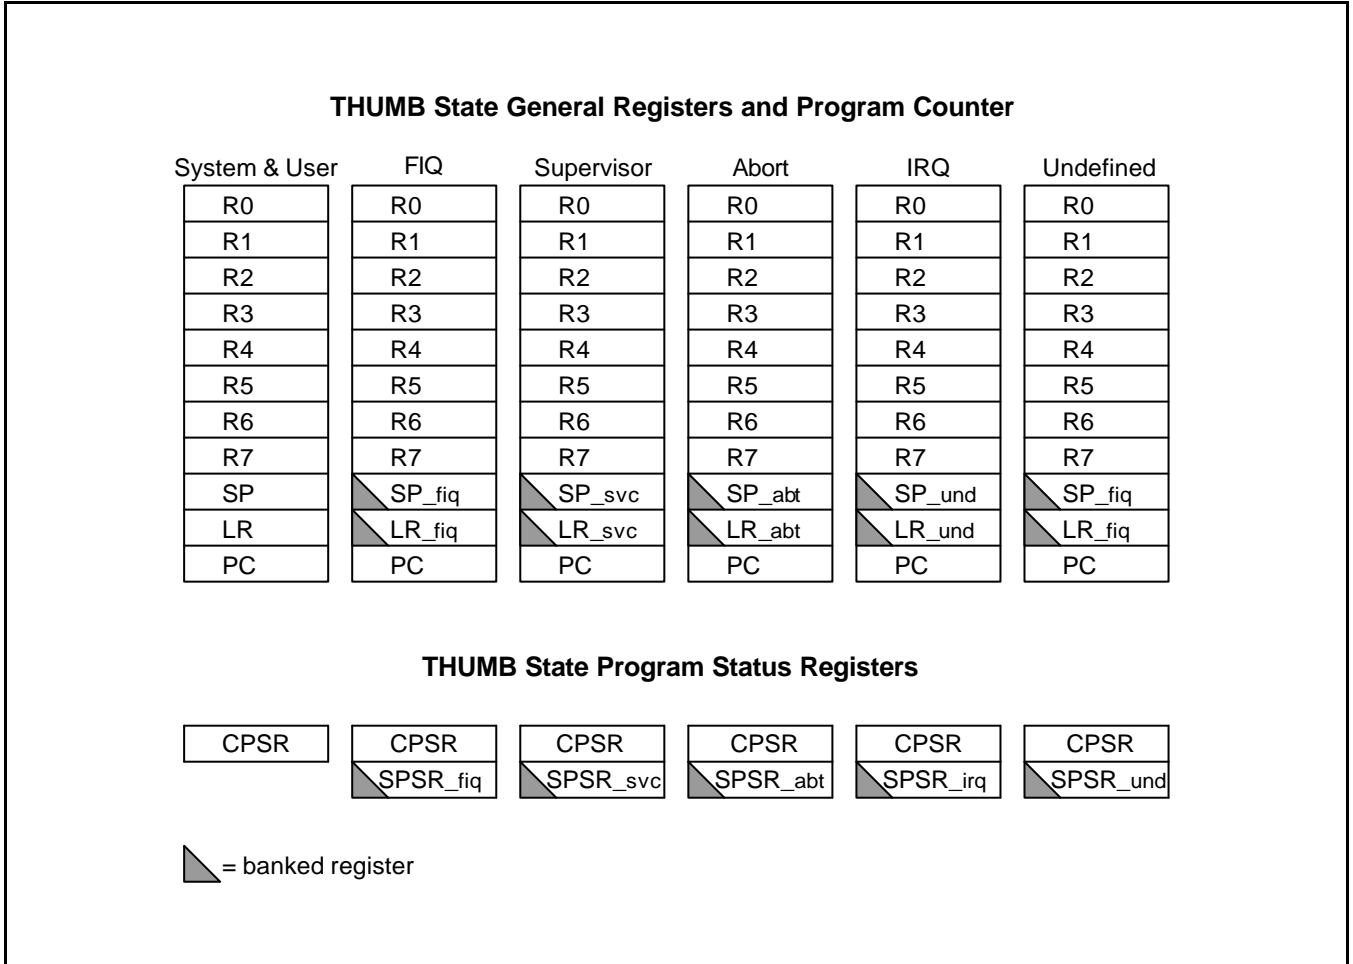 THUMB State General Registers and Program Counter
System & User FIQ Supervisor Abort IRQ Undefined
R0 R0 R0 R0 R0 R0
R1 R1 R1 R1 R1 R1
R2 R2 R2 R2 R2 R2
R3 R3 R3 R3 R3 R3
R4 R4 R4 R4 R4 R4
R5 R5 R5 R5 R5 R5
R6 R6 R6 R6 R6 R6
R7 R7 R7 R7 R7 R7
SP SP_fiq SP_svc SP_abt SP_und SP_fiq
LR LR_fiq LR_svc LR_abt LR_und LR_fiq
PC PC PC PC PC PC
THUMB State Program Status Registers
CPSR CPSR CPSR CPSR CPSR CPSR
SPSR_fiq SPSR_svc SPSR_abt SPSR_irq SPSR_und
= banked register